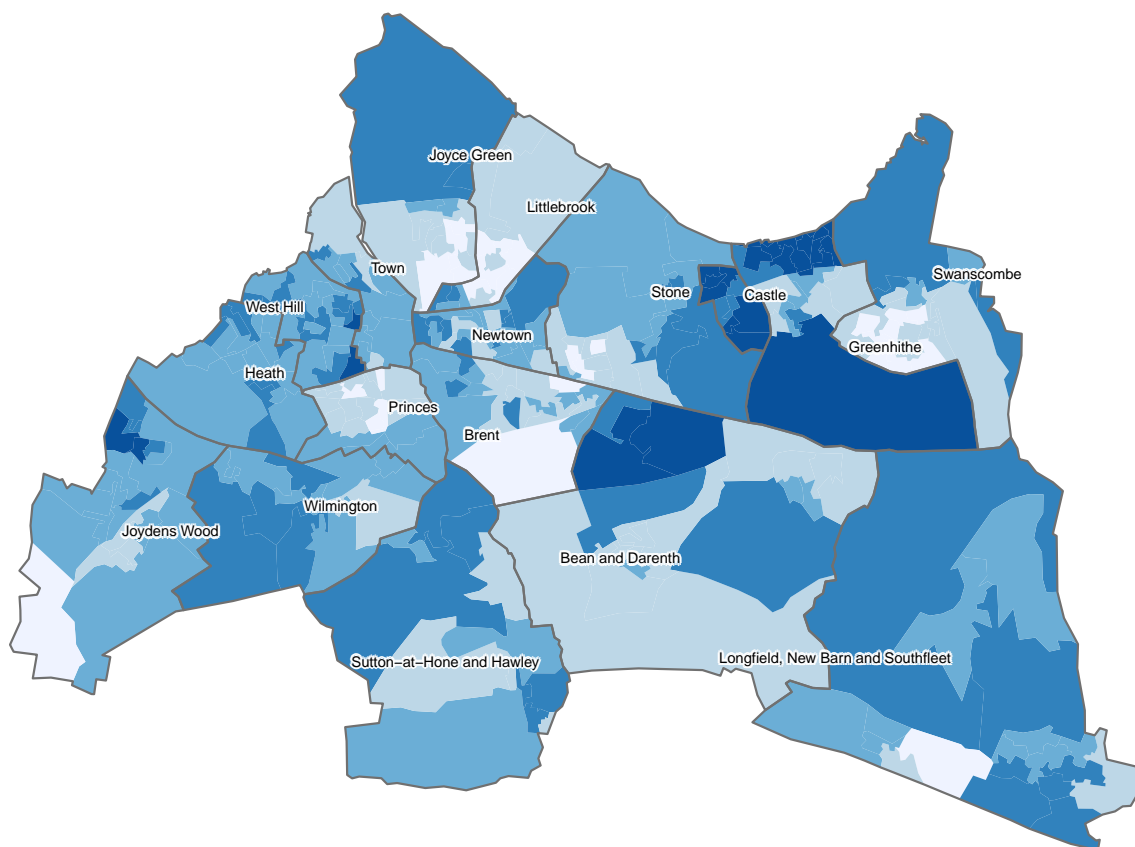 Joyce Green
Littlebrook
Town
Swanscombe
Stone
Castle
West Hill
Newtown
Greenhithe
Heath
Princes
Brent
Wilmington
Joydens Wood
Bean and Darenth
Sutton−at−Hone and Hawley
Longfield, New Barn and Southfleet